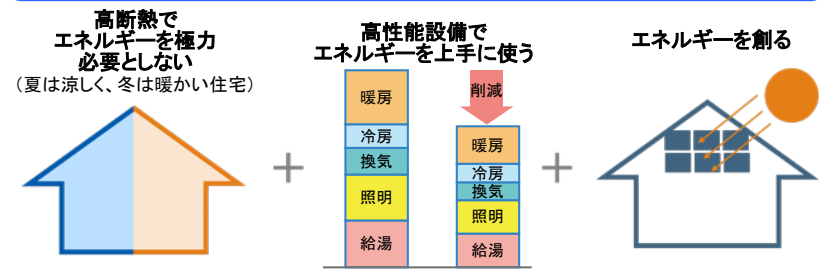 高断熱で
エネルギーを極力
必要としない
（夏は涼しく、冬は暖かい住宅）
高性能設備で
エネルギーを上手に使う
エネルギーを創る
暖房
冷房
換気
照明
給湯
削減
暖房
冷房
換気
照明
給湯